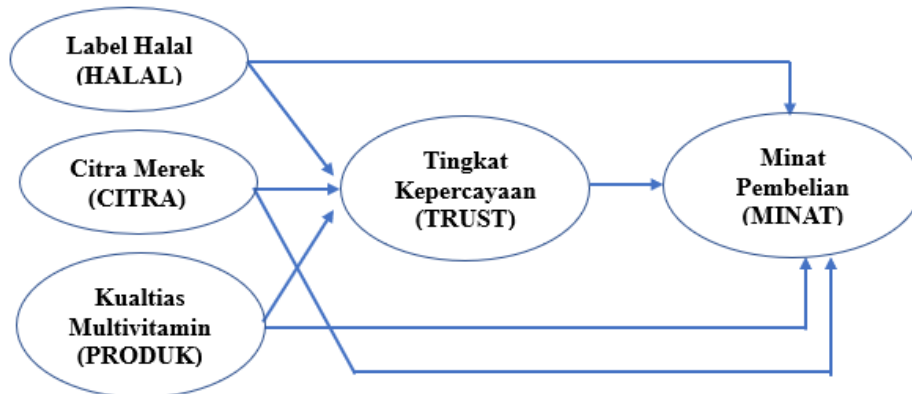 Label Halal
(HALAL)
Citra Merek
(CITRA)
Kualtias
Multivitamin
(PRODUK)
Tingkat
Kepercayaan
(TRUST)
Minat
Pembelian
(MINAT)